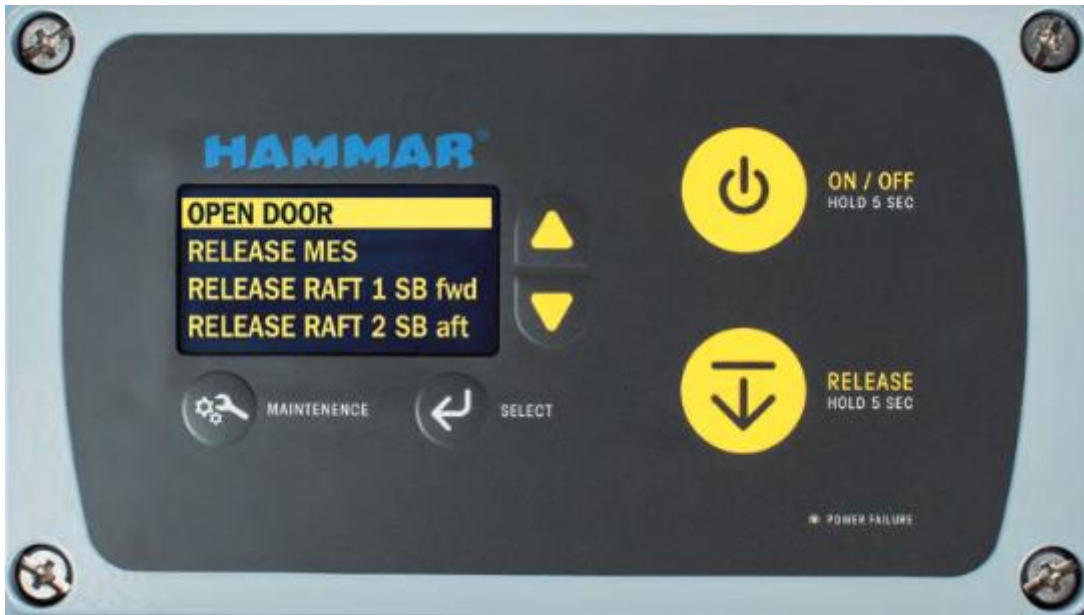 HAMMAR®
OPEN DOOR
RELEASE MES
RELEASE RAFT 1 SB fwd
RELEASE RAFT 2 SB aft
MAINTENENCE
SELECT
ON / OFF
HOLD 5 SEC
RELEASE
HOLD 5 SEC
POWER FAILURE